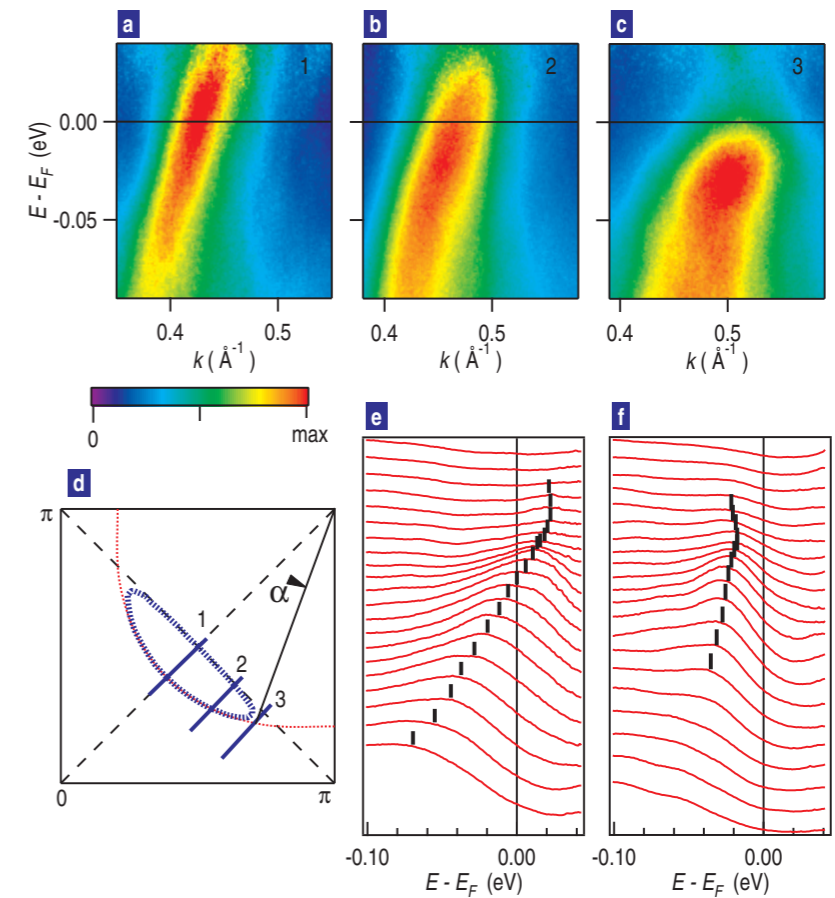 a
b
c
1
2
3
0.00
-0.05
E - E_F (eV)
0.4 0.5
k ( Å⁻¹ )
0.4 0.5
k ( Å⁻¹ )
0.4 0.5
k ( Å⁻¹ )
0 max
d
π
1
2
3
α
0 π
e
f
-0.10 0.00
E - E_F (eV)
-0.10 0.00
E - E_F (eV)